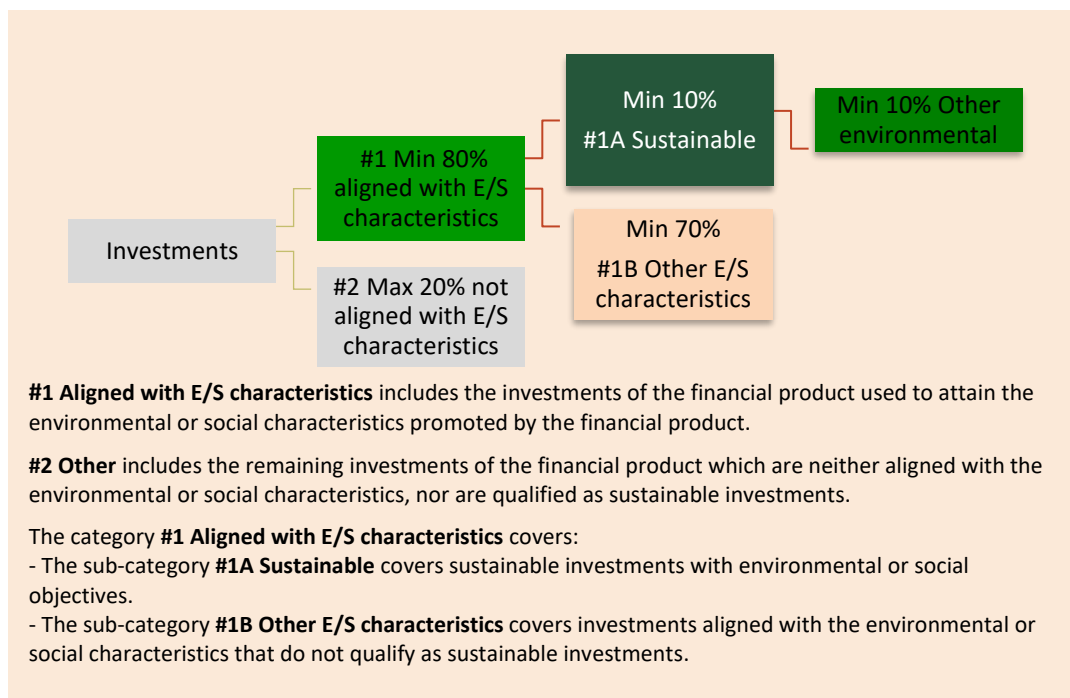 Min 10%
#1A Sustainable
Min 10% Other
environmental
#1 Min 80%
aligned with E/S
characteristics
Min 70%
#1B Other E/S
characteristics
Investments
#2 Max 20% not
aligned with E/S
characteristics
#1 Aligned with E/S characteristics includes the investments of the financial product used to attain the
environmental or social characteristics promoted by the financial product.
#2 Other includes the remaining investments of the financial product which are neither aligned with the
environmental or social characteristics, nor are qualified as sustainable investments.
The category #1 Aligned with E/S characteristics covers:
- The sub-category #1A Sustainable covers sustainable investments with environmental or social
objectives.
- The sub-category #1B Other E/S characteristics covers investments aligned with the environmental or
social characteristics that do not qualify as sustainable investments.